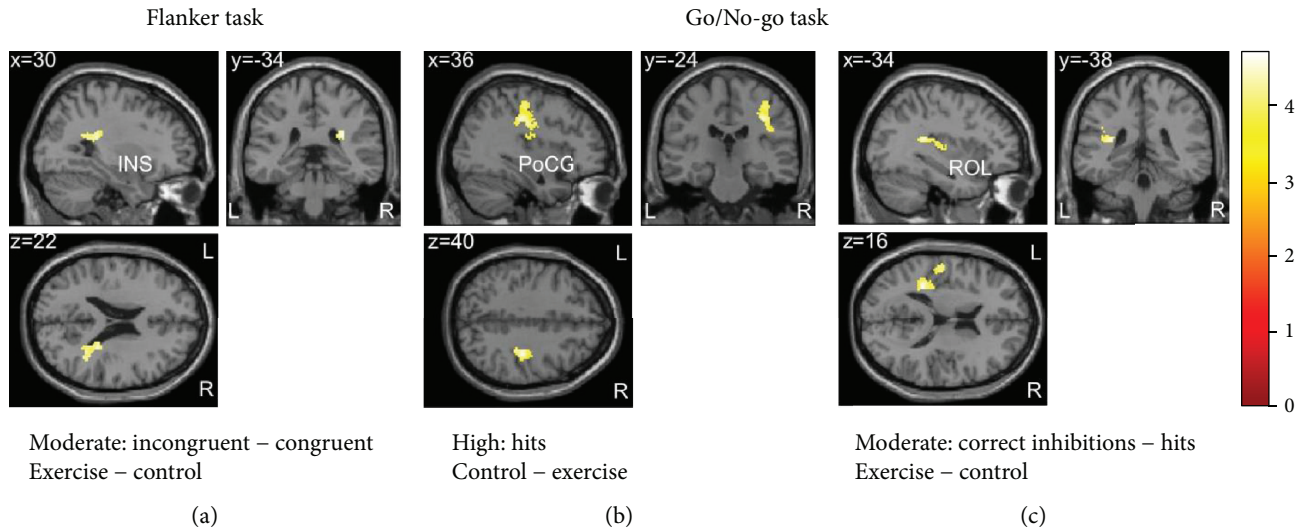 Flanker task
Go/No-go task
x=30
y=-34
INS
L
R
z=22
L
R
x=36
y=-24
PoCG
L
R
z=40
L
R
x=-34
y=-38
ROL
L
R
z=16
L
R
4
3
2
1
0
Moderate: incongruent − congruent
Exercise − control
(a)
High: hits
Control − exercise
(b)
Moderate: correct inhibitions − hits
Exercise − control
(c)